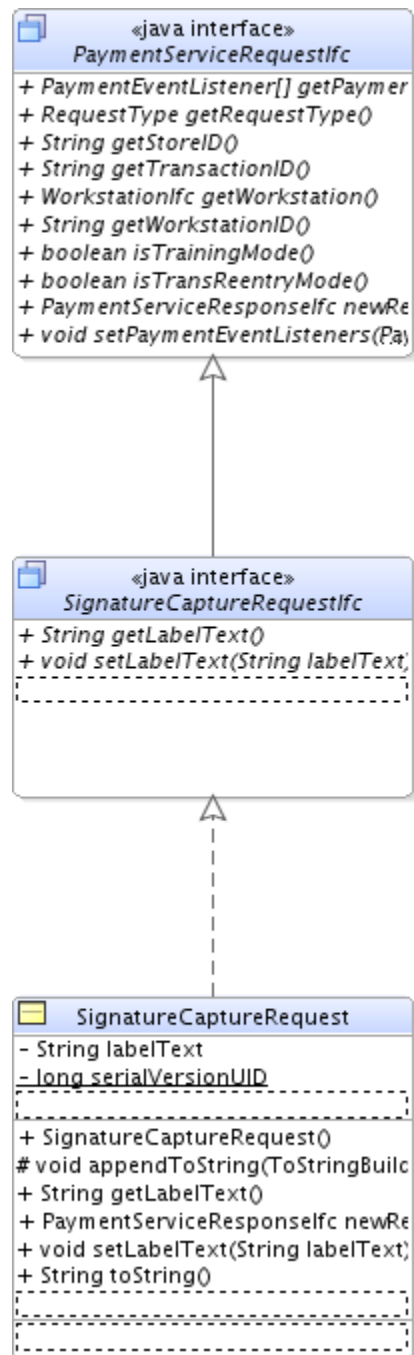 «java interface»
PaymentServiceRequestIfc
+ PaymentEventListener[] getPaymer
+ RequestType getRequestType()
+ String getStoreID()
+ String getTransactionID()
+ WorkstationIfc getWorkstation()
+ String getWorkstationID()
+ boolean isTrainingMode()
+ boolean isTransReentryMode()
+ PaymentServiceResponseIfc newRe
+ void setPaymentEventListeners(Pay
«java interface»
SignatureCaptureRequestIfc
+ String getLabelText()
+ void setLabelText(String labelText)
SignatureCaptureRequest
- String labelText
- long serialVersionUID
+ SignatureCaptureRequest()
# void appendToString(ToStringBuilc
+ String getLabelText()
+ PaymentServiceResponseIfc newRe
+ void setLabelText(String labelText)
+ String toString()